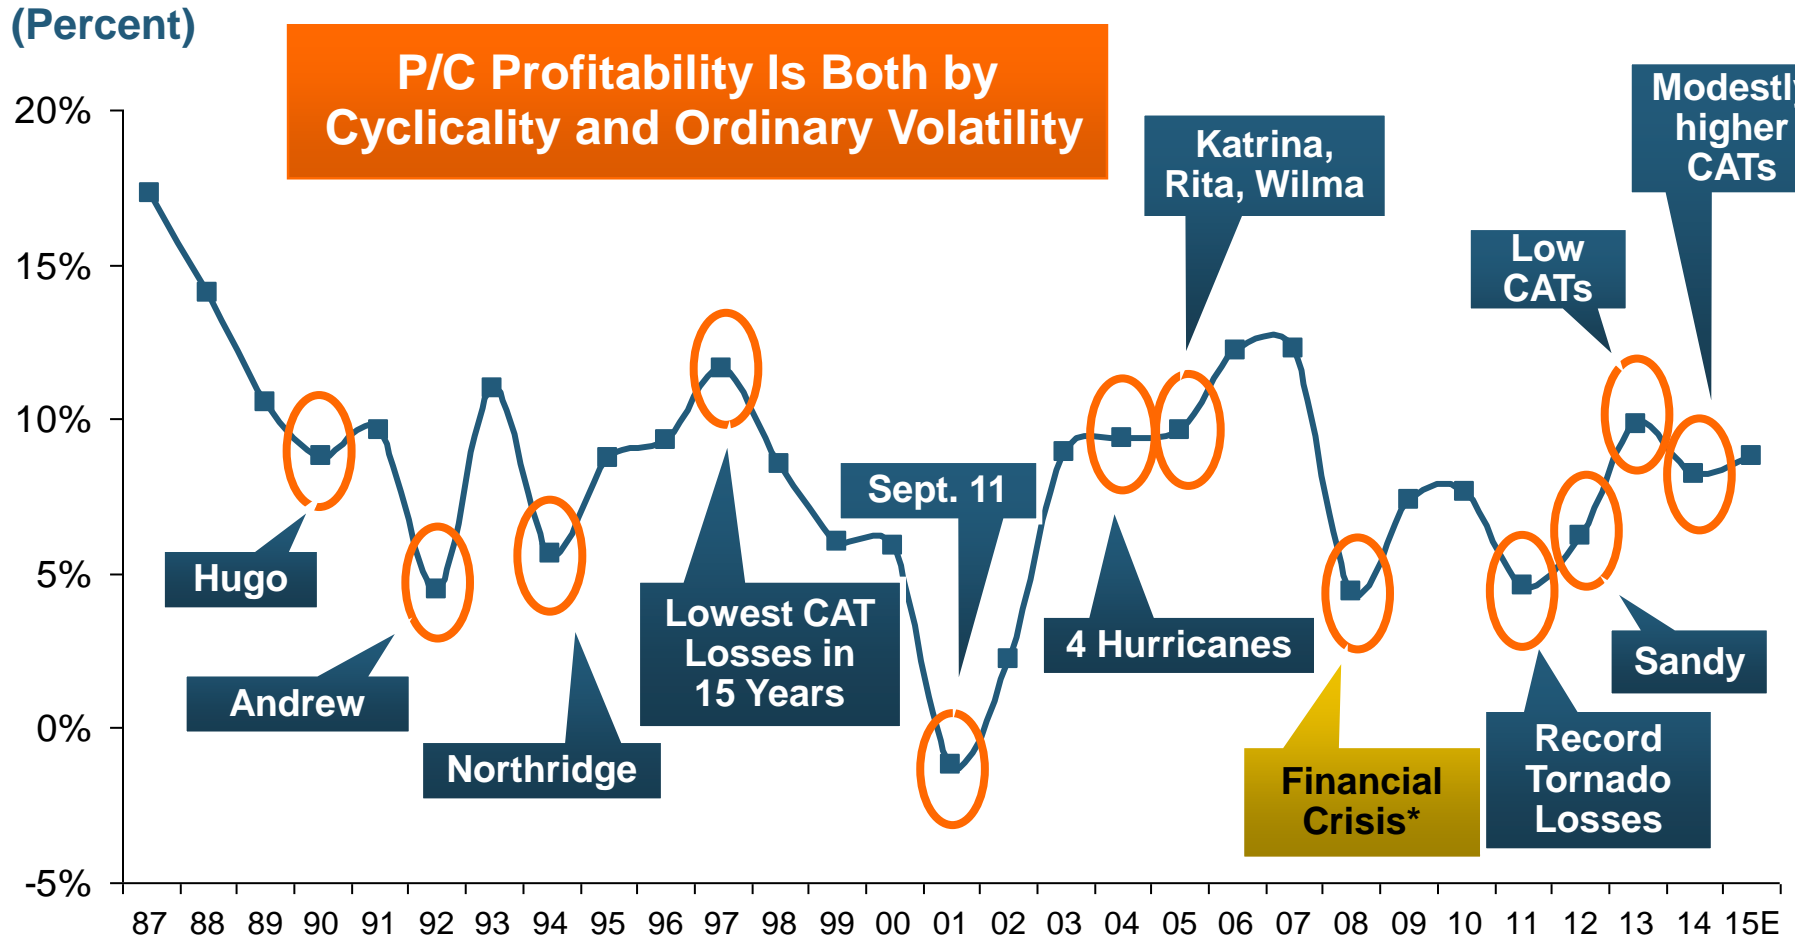 (Percent)
P/C Profitability Is Both by
Cyclicality and Ordinary Volatility
20%
15%
10%
5%
0%
-5%
Hugo
Andrew
Northridge
Lowest CAT
Losses in
15 Years
Sept. 11
4 Hurricanes
Katrina,
Rita, Wilma
Financial
Crisis*
Record
Tornado
Losses
Sandy
Low
CATs
Modestly
higher
CATs
87 88 89 90 91 92 93 94 95 96 97 98 99 00 01 02 03 04 05 06 07 08 09 10 11 12 13 14 15E